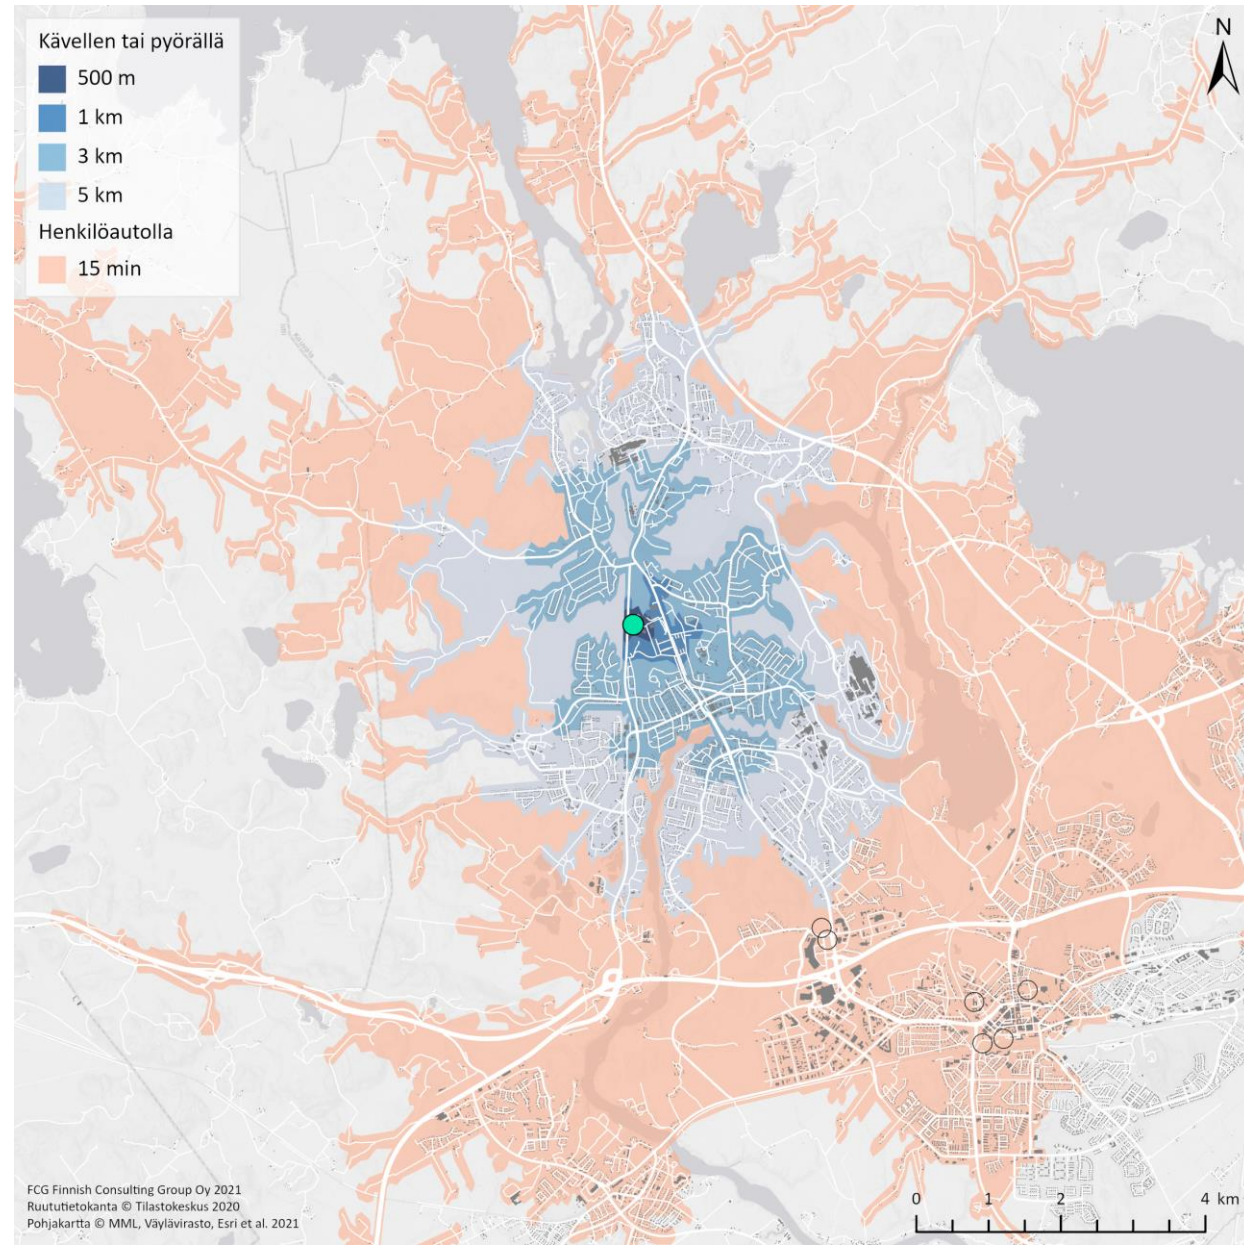 Kävellen tai pyörällä
500 m
1 km
3 km
5 km
Henkilöautolla
15 min
N
FCG Finnish Consulting Group Oy 2021
Ruututietokanta © Tilastokeskus 2020
Pohjakartta © MML, Väylävirasto, Esri et al. 2021
0 1 2 4 km